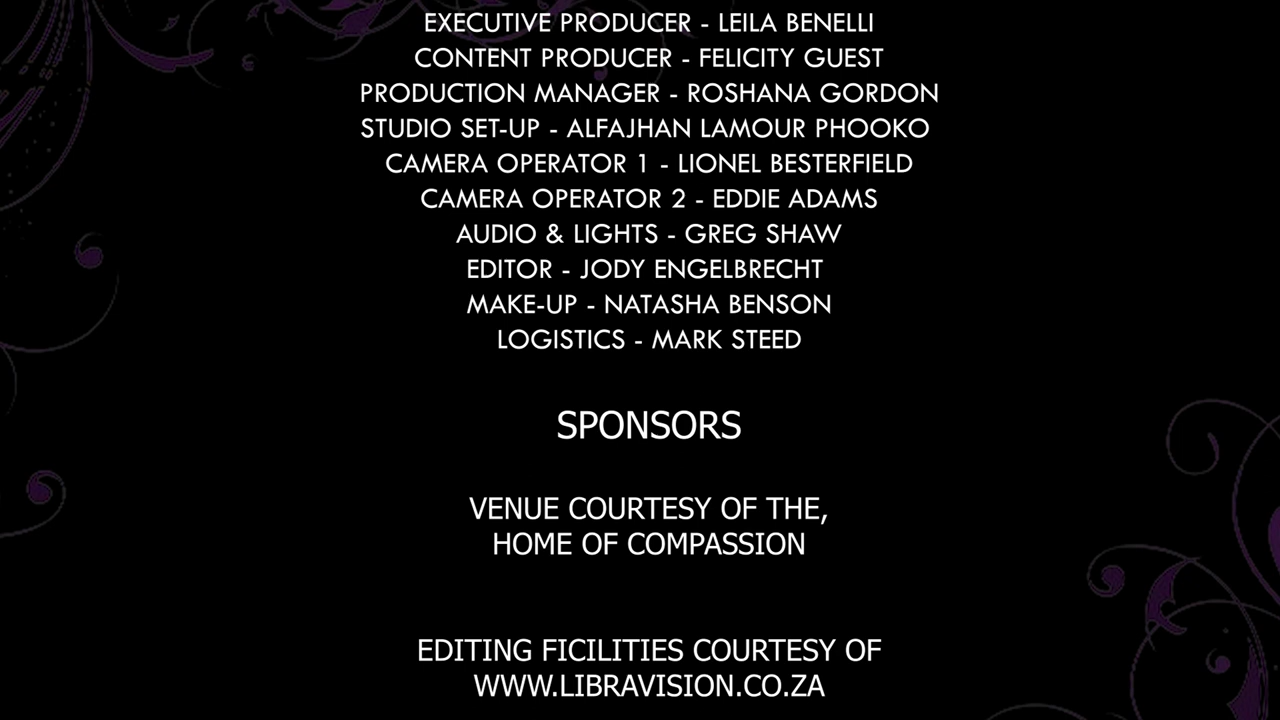 EXECUTIVE PRODUCER - LEILA BENELLI
CONTENT PRODUCER - FELICITY GUEST
PRODUCTION MANAGER - ROSHANA GORDON
STUDIO SET-UP - ALFAJHAN LAMOUR PHOOKO
CAMERA OPERATOR 1 - LIONEL BESTERFIELD
CAMERA OPERATOR 2 - EDDIE ADAMS
AUDIO & LIGHTS - GREG SHAW
EDITOR - JODY ENGELBRECHT
MAKE-UP - NATASHA BENSON
LOGISTICS - MARK STEED
SPONSORS
VENUE COURTESY OF THE,
HOME OF COMPASSION
EDITING FICILITIES COURTESY OF
WWW.LIBRAVISION.CO.ZA